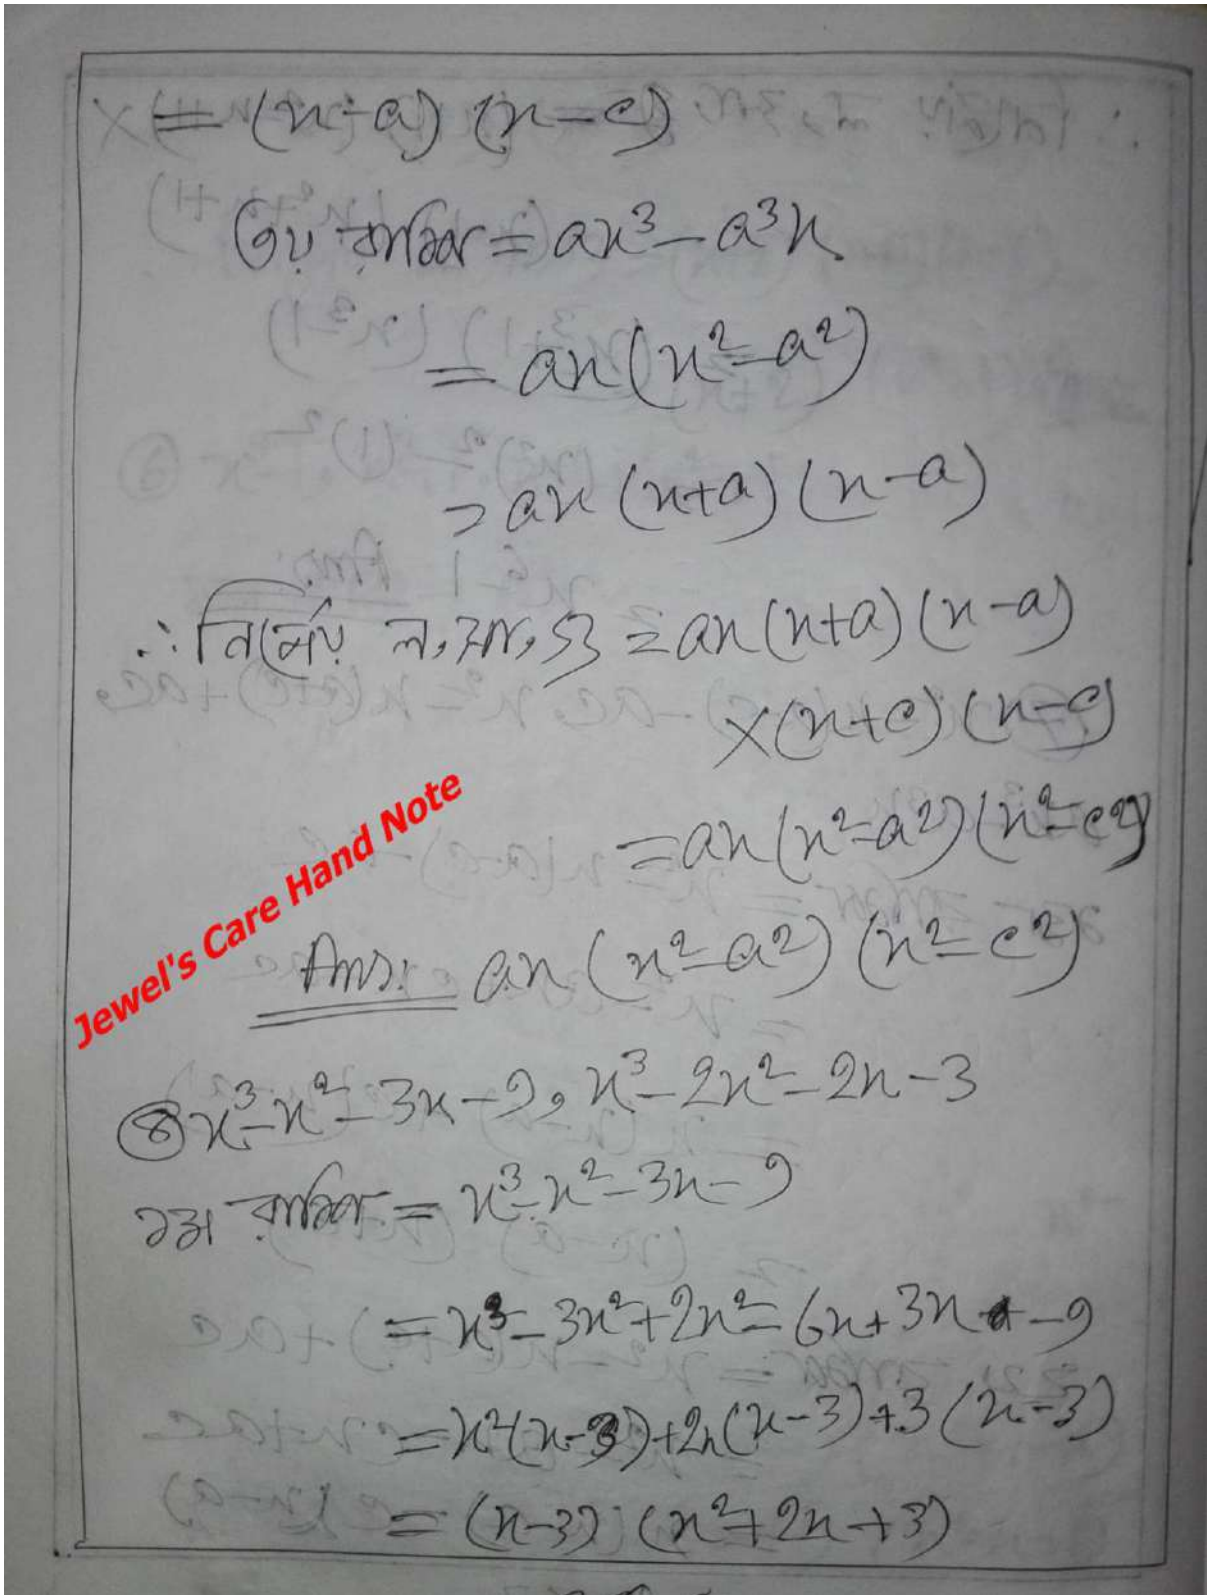 = (x-a) (x-c)
৩য় রাশি = ax³ - a³x
= ax (x² - a²)
= ax (x+a) (x-a)
∴ নির্ণেয় ল,সা,গু = ax (x+a) (x-a)
×(x+c) (x-c)
= ax (x²-a²) (x²-c²)
Jewel's Care Hand Note
Ans: ax (x²-a²) (x²-c²)
৪ x³-x²-3x-9, x³-2x²-2x-3
১ম রাশি = x³-x²-3x-9
= x³-3x²+2x²-6x+3x-9
= x²(x-3)+2x(x-3)+3(x-3)
= (x-3) (x²+2x+3)